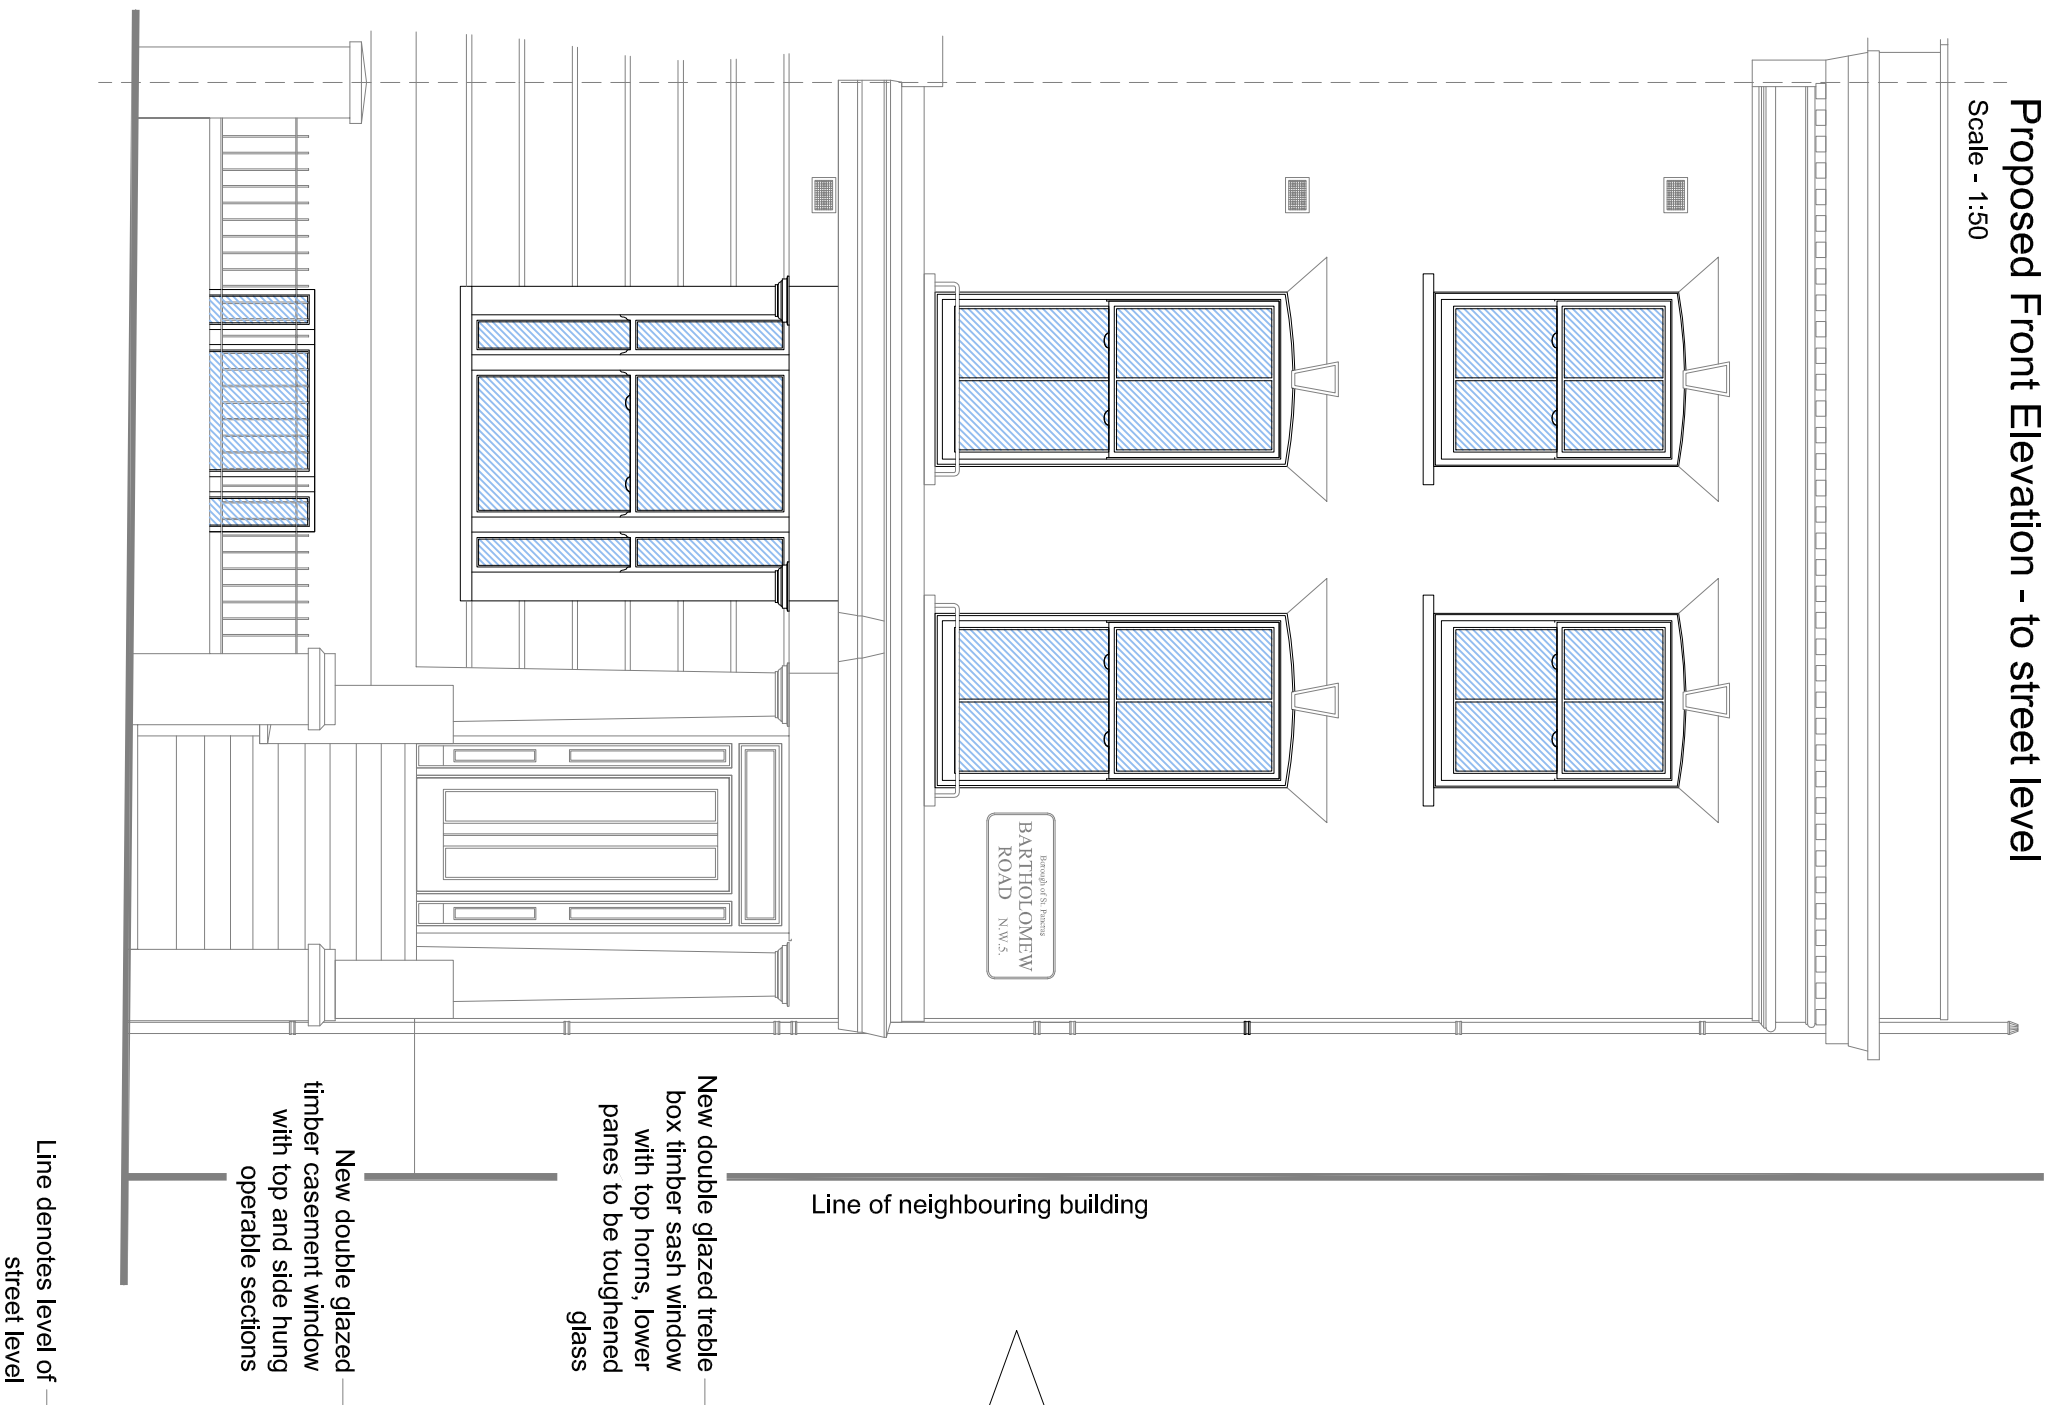 Proposed Front Elevation - to street level
Scale - 1:50
Borough of St. Pancras
BARTHOLOMEW
ROAD N.W.5.
Line of neighbouring building
New double glazed treble
box timber sash window
with top horns, lower
panes to be toughened
glass
New double glazed
timber casement window
with top and side hung
operable sections
Line denotes level of
street level